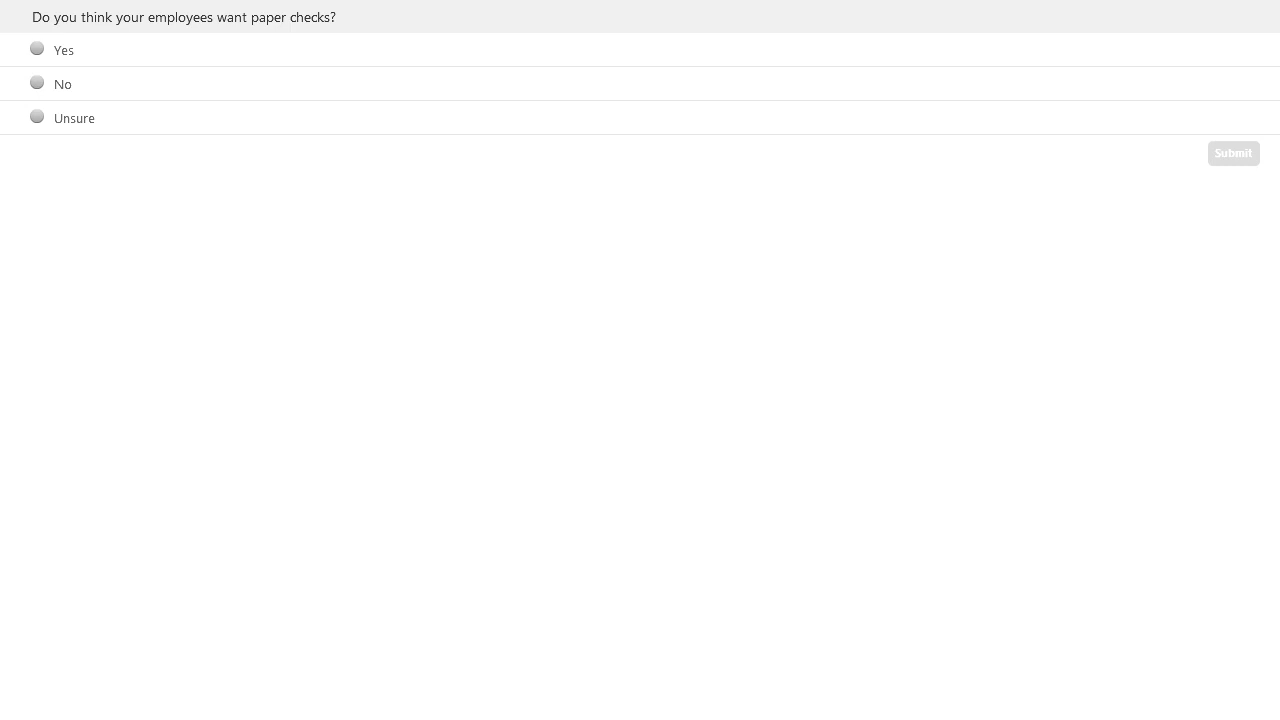 Do you think your employees want paper checks?
Yes
No
Unsure
Submit